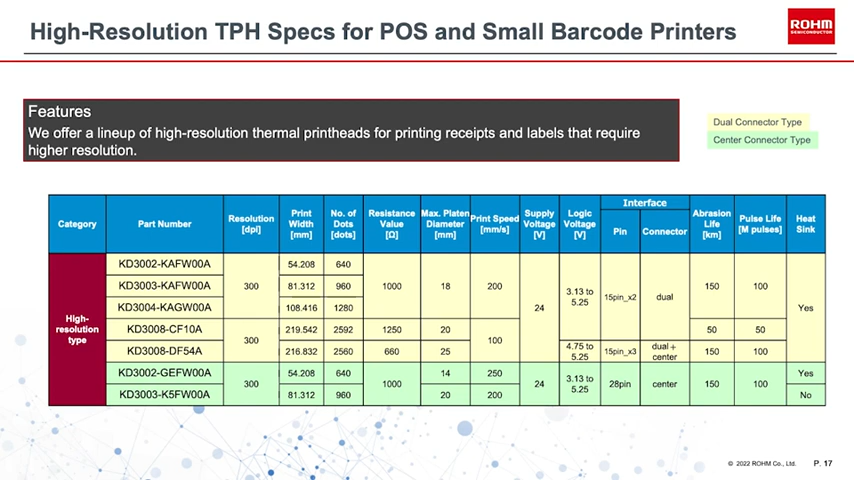 High-Resolution TPH Specs for POS and Small Barcode Printers
ROHM
SEMICONDUCTOR
Features
We offer a lineup of high-resolution thermal printheads for printing receipts and labels that require
higher resolution.
Dual Connector Type
Center Connector Type
Category
Part Number
Resolution
[dpi]
Print
Width
[mm]
No. of
Dots
[dots]
Resistance
Value
[Ω]
Max. Platen
Diameter
[mm]
Print Speed
[mm/s]
Supply
Voltage
[V]
Logic
Voltage
[V]
Interface
Pin
Connector
Abrasion
Life
[km]
Pulse Life
[M pulses]
Heat
Sink
High-
resolution
type
KD3002-KAFW00A
300
54.208
640
1000
18
200
24
3.13 to
5.25
15pin_x2
dual
150
100
Yes
KD3003-KAFW00A
81.312
960
KD3004-KAGW00A
108.416
1280
KD3008-CF10A
300
219.542
2592
1250
20
100
50
50
KD3008-DF54A
216.832
2560
660
25
4.75 to
5.25
15pin_x3
dual +
center
150
100
KD3002-GEFW00A
300
54.208
640
1000
14
250
24
3.13 to
5.25
28pin
center
150
100
Yes
KD3003-K5FW00A
81.312
960
20
200
No
© 2022 ROHM Co., Ltd.
P. 17